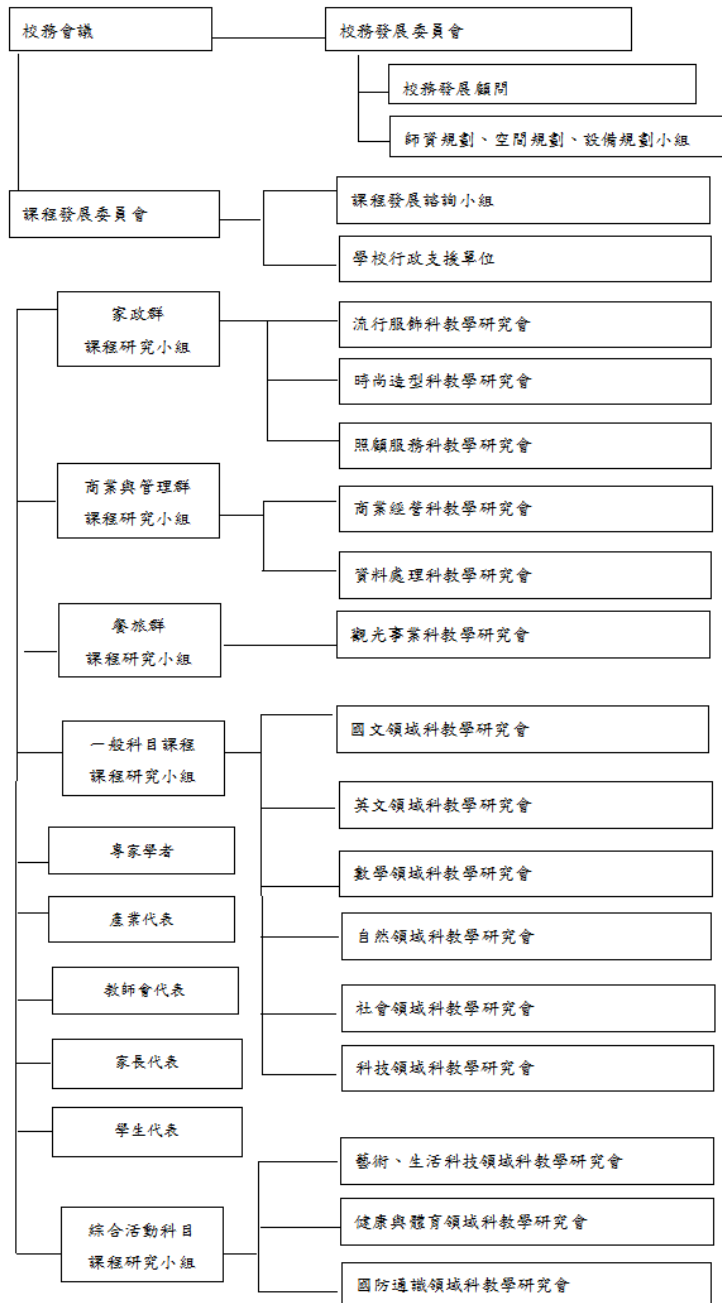 校務會議
校務發展委員會
校務發展顧問
師資規劃、空間規劃、設備規劃小組
課程發展委員會
課程發展諮詢小組
學校行政支援單位
家政群
課程研究小組
流行服飾科教學研究會
時尚造型科教學研究會
照顧服務科教學研究會
商業與管理群
課程研究小組
商業經營科教學研究會
資料處理科教學研究會
餐旅群
課程研究小組
觀光事業科教學研究會
一般科目課程
課程研究小組
國文領域科教學研究會
英文領域科教學研究會
數學領域科教學研究會
自然領域科教學研究會
社會領域科教學研究會
科技領域科教學研究會
專家學者
產業代表
教師會代表
家長代表
學生代表
綜合活動科目
課程研究小組
藝術、生活科技領域科教學研究會
健康與體育領域科教學研究會
國防通識領域科教學研究會